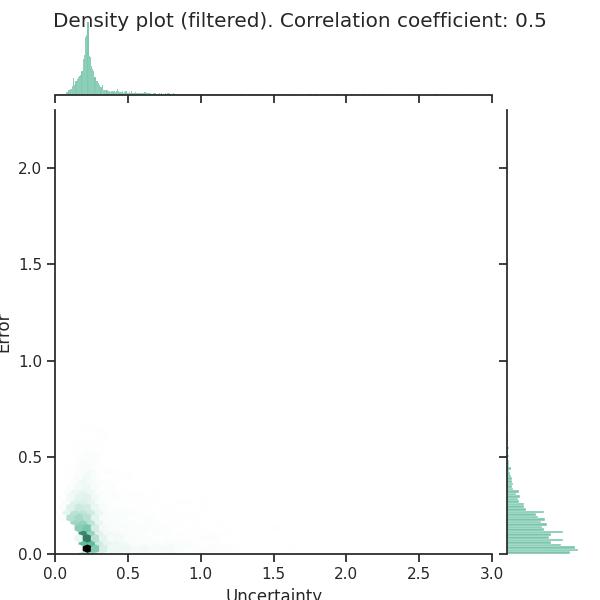 Density plot (filtered). Correlation coefficient: 0.5
2.0
1.5
Error
1.0
0.5
0.0
0.0 0.5 1.0 1.5 2.0 2.5 3.0
Uncertainty